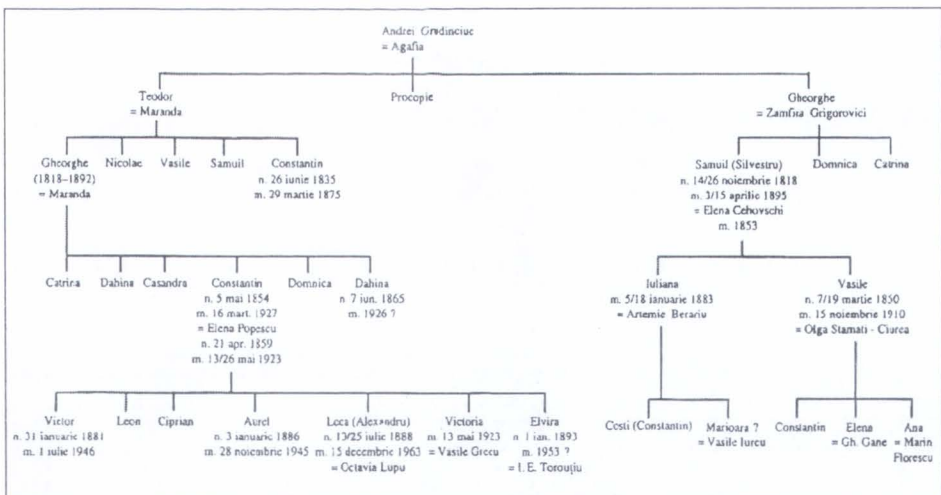 Andrei Gredinciuc
= Agafia
Teodor
= Maranda
Procopie
Gheorghe
= Zamfira Grigorovici
Gheorghe
(1818–1892)
= Maranda
Nicolae
Vasile
Samuil
Constantin
n. 26 iunie 1835
m. 29 martie 1875
Samuil (Silvestru)
n. 14/26 noiembrie 1818
m. 3/15 aprilie 1895
= Elena Cehovschi
m. 1853
Domnica
Catrina
Catrina
Dahina
Casandra
Constantin
n. 5 mai 1854
m. 16 mart. 1927
= Elena Popescu
n. 21 apr. 1859
m. 13/26 mai 1923
Domnica
Dahina
n 7 iun. 1865
m. 1926 ?
Iuliana
m. 5/18 ianuarie 1883
= Artemie Berariu
Vasile
n. 7/19 martie 1850
m. 15 noiembrie 1910
= Olga Stamati - Ciurea
Victor
n. 31 ianuarie 1881
m. 1 iulie 1946
Leon
Ciprian
Aurel
n. 3 ianuarie 1886
m. 28 noiembrie 1945
Leca (Alexandru)
n. 13/25 iulie 1888
m. 15 decembrie 1963
= Octavia Lupu
Victoria
m. 13 mai 1923
= Vasile Grecu
Elvira
n 1 ian. 1893
m. 1953 ?
= I. E. Torouțiu
Costi (Constantin)
Marioara ?
= Vasile Iurcu
Constantin
Elena
= Gh. Gane
Ana
= Marin
Florescu